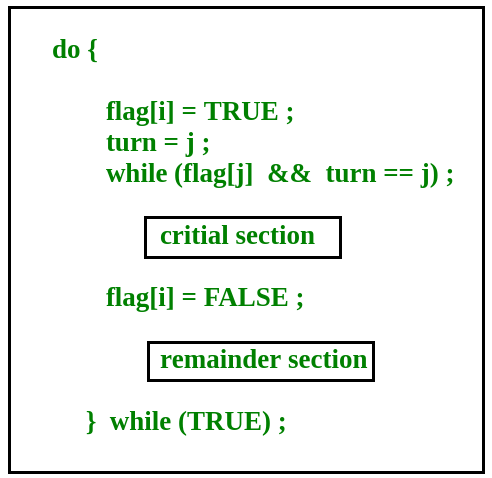 do {
flag[i] = TRUE ;
turn = j ;
while (flag[j] && turn == j) ;
critial section
flag[i] = FALSE ;
remainder section
} while (TRUE) ;